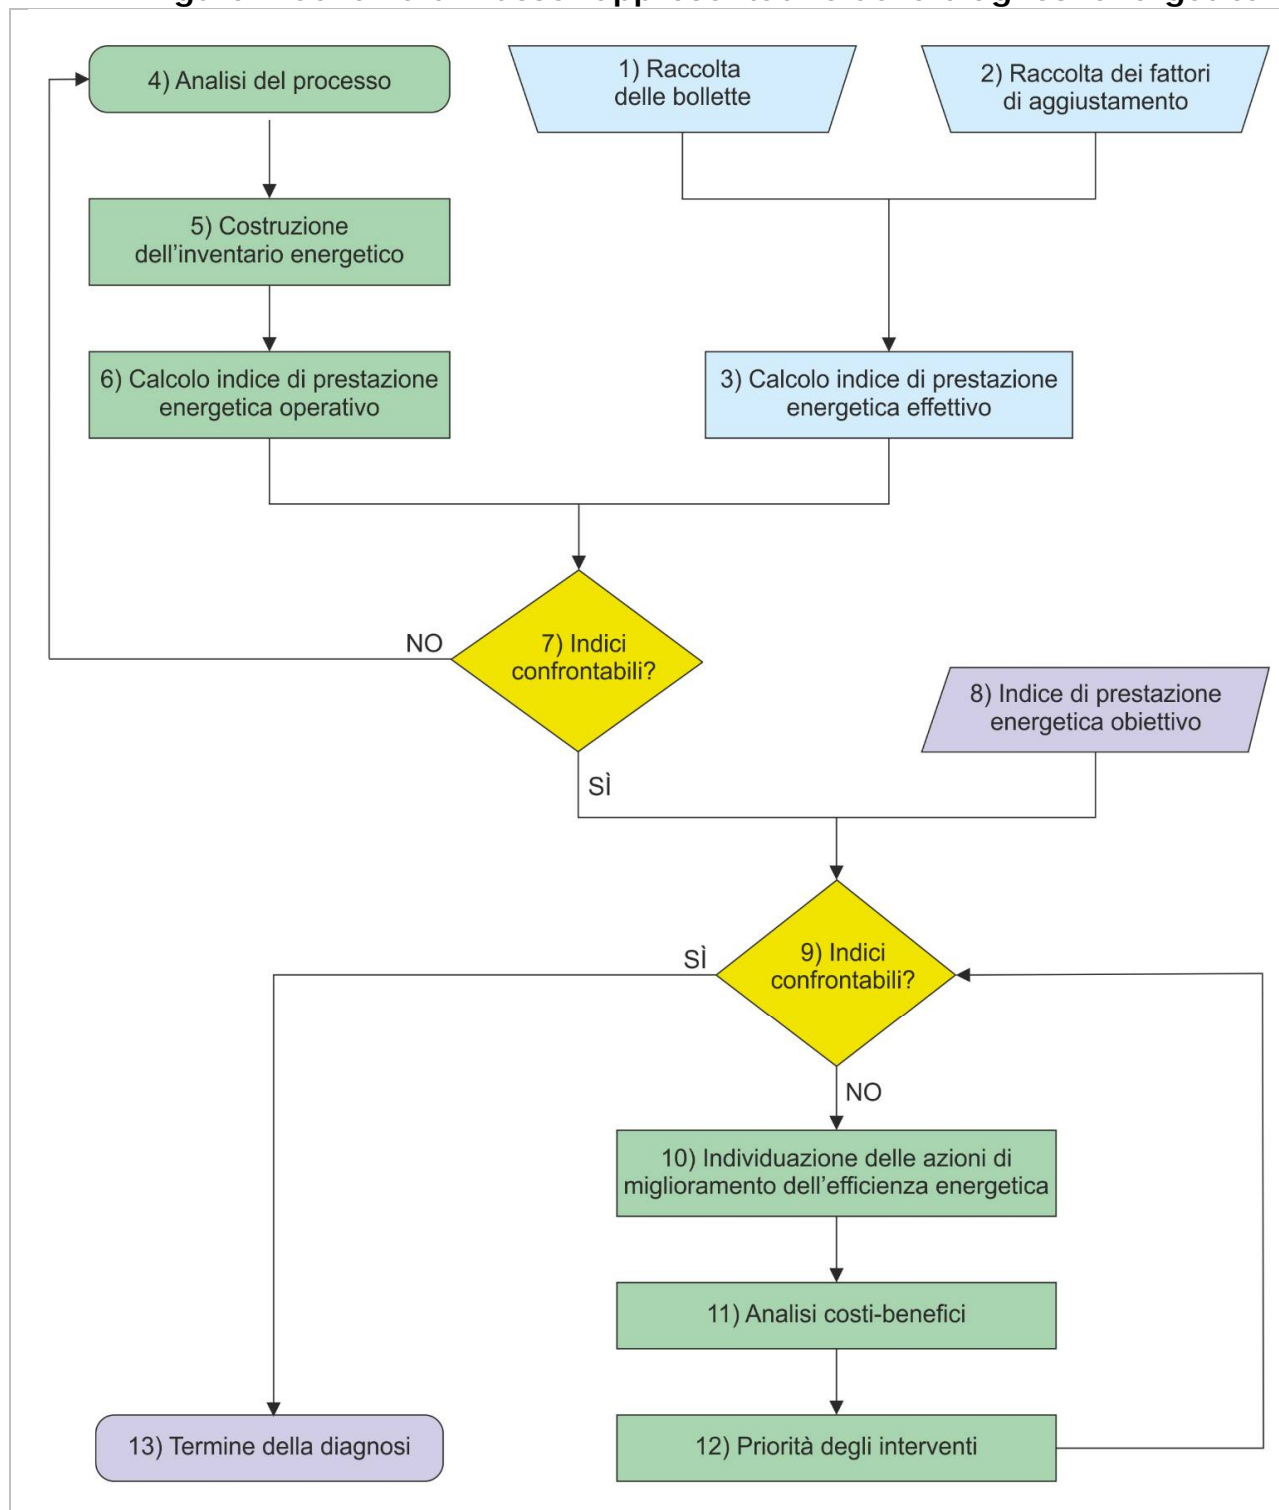 4) Analisi del processo
1) Raccolta
delle bollette
2) Raccolta dei fattori
di aggiustamento
5) Costruzione
dell’inventario energetico
6) Calcolo indice di prestazione
energetica operativo
3) Calcolo indice di prestazione
energetica effettivo
NO
7) Indici
confrontabili?
8) Indice di prestazione
energetica obiettivo
SÌ
SÌ
9) Indici
confrontabili?
NO
10) Individuazione delle azioni di
miglioramento dell’efficienza energetica
11) Analisi costi-benefici
13) Termine della diagnosi
12) Priorità degli interventi